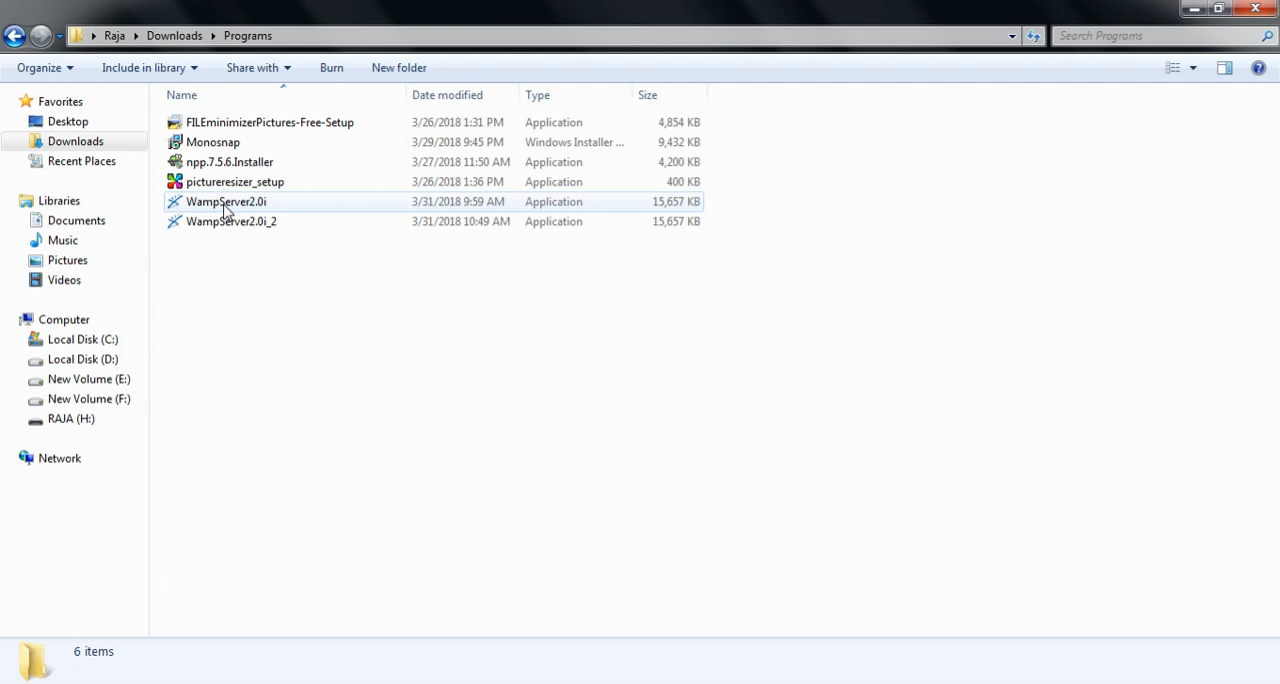 Raja Downloads Programs
Search Programs
Organize Include in library Share with Burn New folder
Name Date modified Type Size
Favorites
Desktop
Downloads
Recent Places
Libraries
Documents
Music
Pictures
Videos
Computer
Local Disk (C:)
Local Disk (D:)
New Volume (E:)
New Volume (F:)
RAJA (H:)
Network
FILEminimizerPictures-Free-Setup 3/26/2018 1:31 PM Application 4,854 KB
Monosnap 3/29/2018 9:45 PM Windows Installer ... 9,432 KB
npp.7.5.6.Installer 3/27/2018 11:50 AM Application 4,200 KB
pictureresizer_setup 3/26/2018 1:36 PM Application 400 KB
WampServer2.0i 3/31/2018 9:59 AM Application 15,657 KB
WampServer2.0i_2 3/31/2018 10:49 AM Application 15,657 KB
6 items